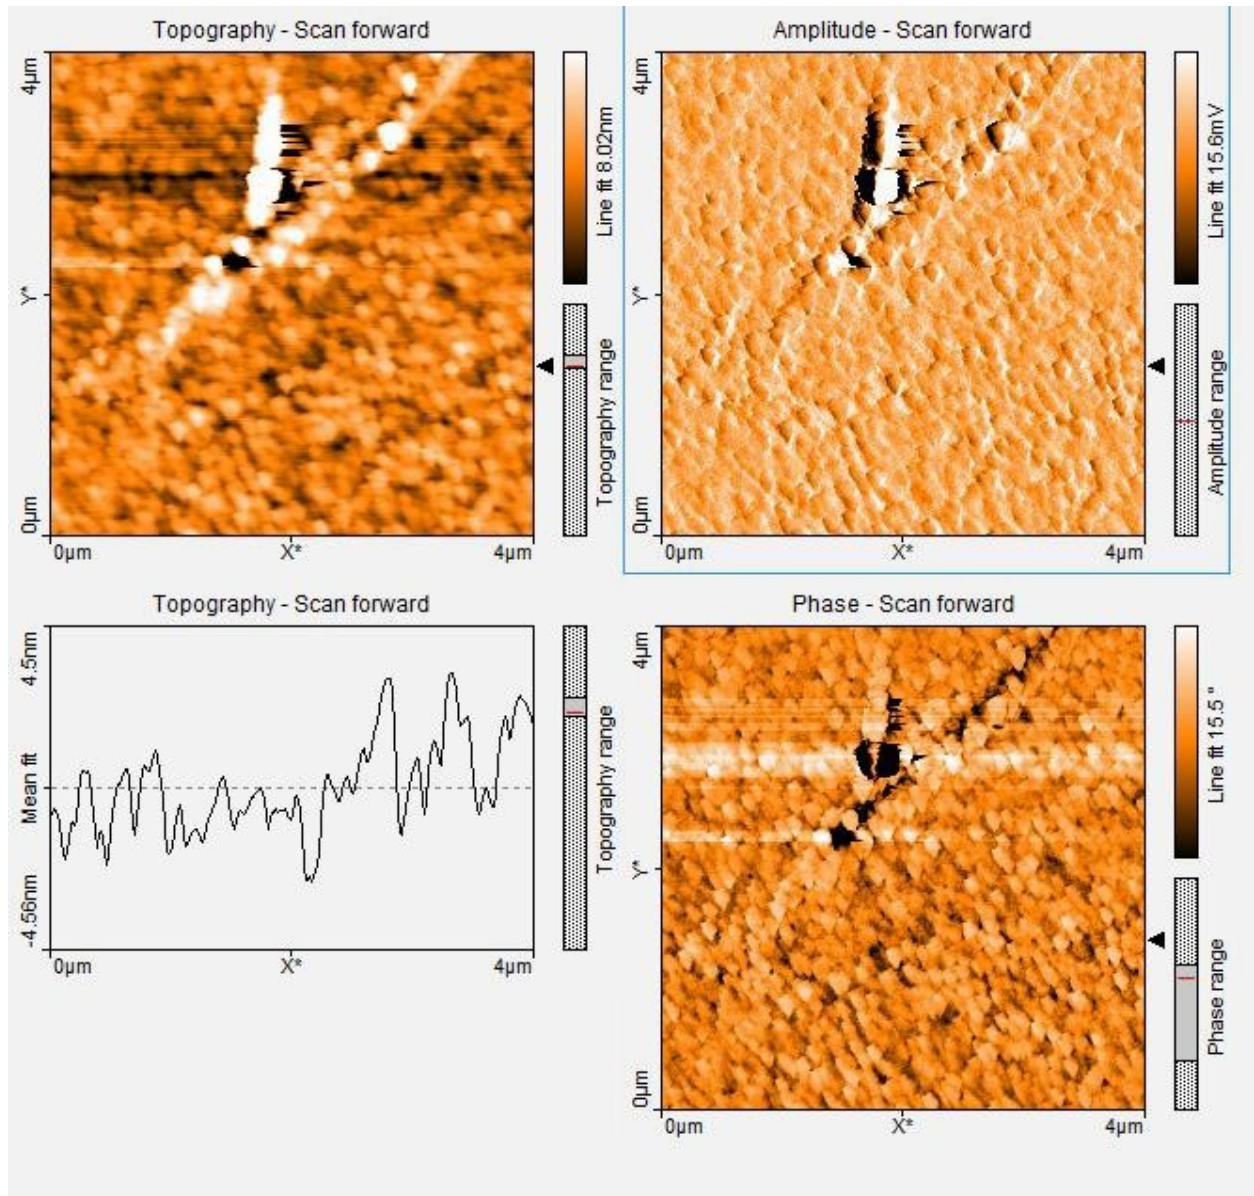 Topography - Scan forward
4µm
Y*
0µm
0µm
X*
4µm
Line fit 8.02nm
Topography range
Amplitude - Scan forward
4µm
Y*
0µm
0µm
X*
4µm
Line fit 15.6mV
Amplitude range
Topography - Scan forward
4.5nm
Mean fit
-4.56nm
0µm
X*
4µm
Topography range
Phase - Scan forward
4µm
Y*
0µm
0µm
X*
4µm
Line fit 15.5 °
Phase range